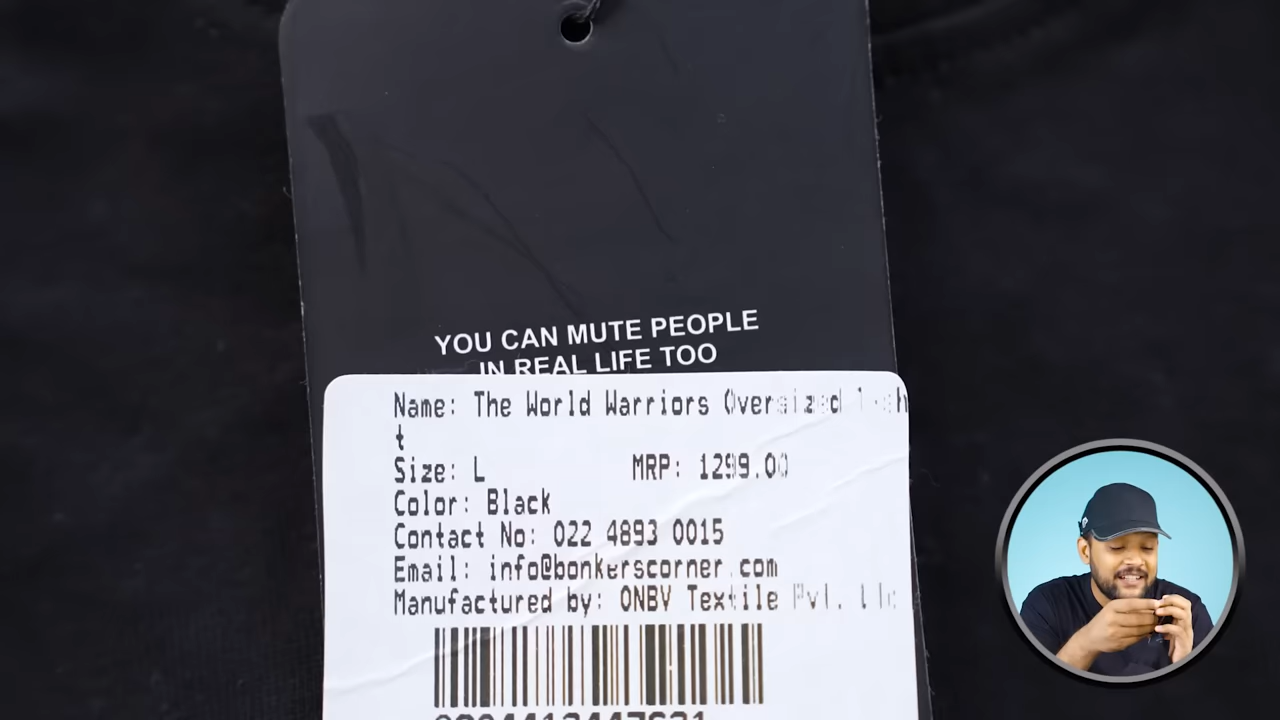 YOU CAN MUTE PEOPLE
IN REAL LIFE TOO
Name: The World Warriors Oversized
t
Size: L MRP: 1299.00
Color: Black
Contact No: 022 4893 0015
Email: info@bonkerscorner.com
Manufactured by: ONBV Textile Pvt.